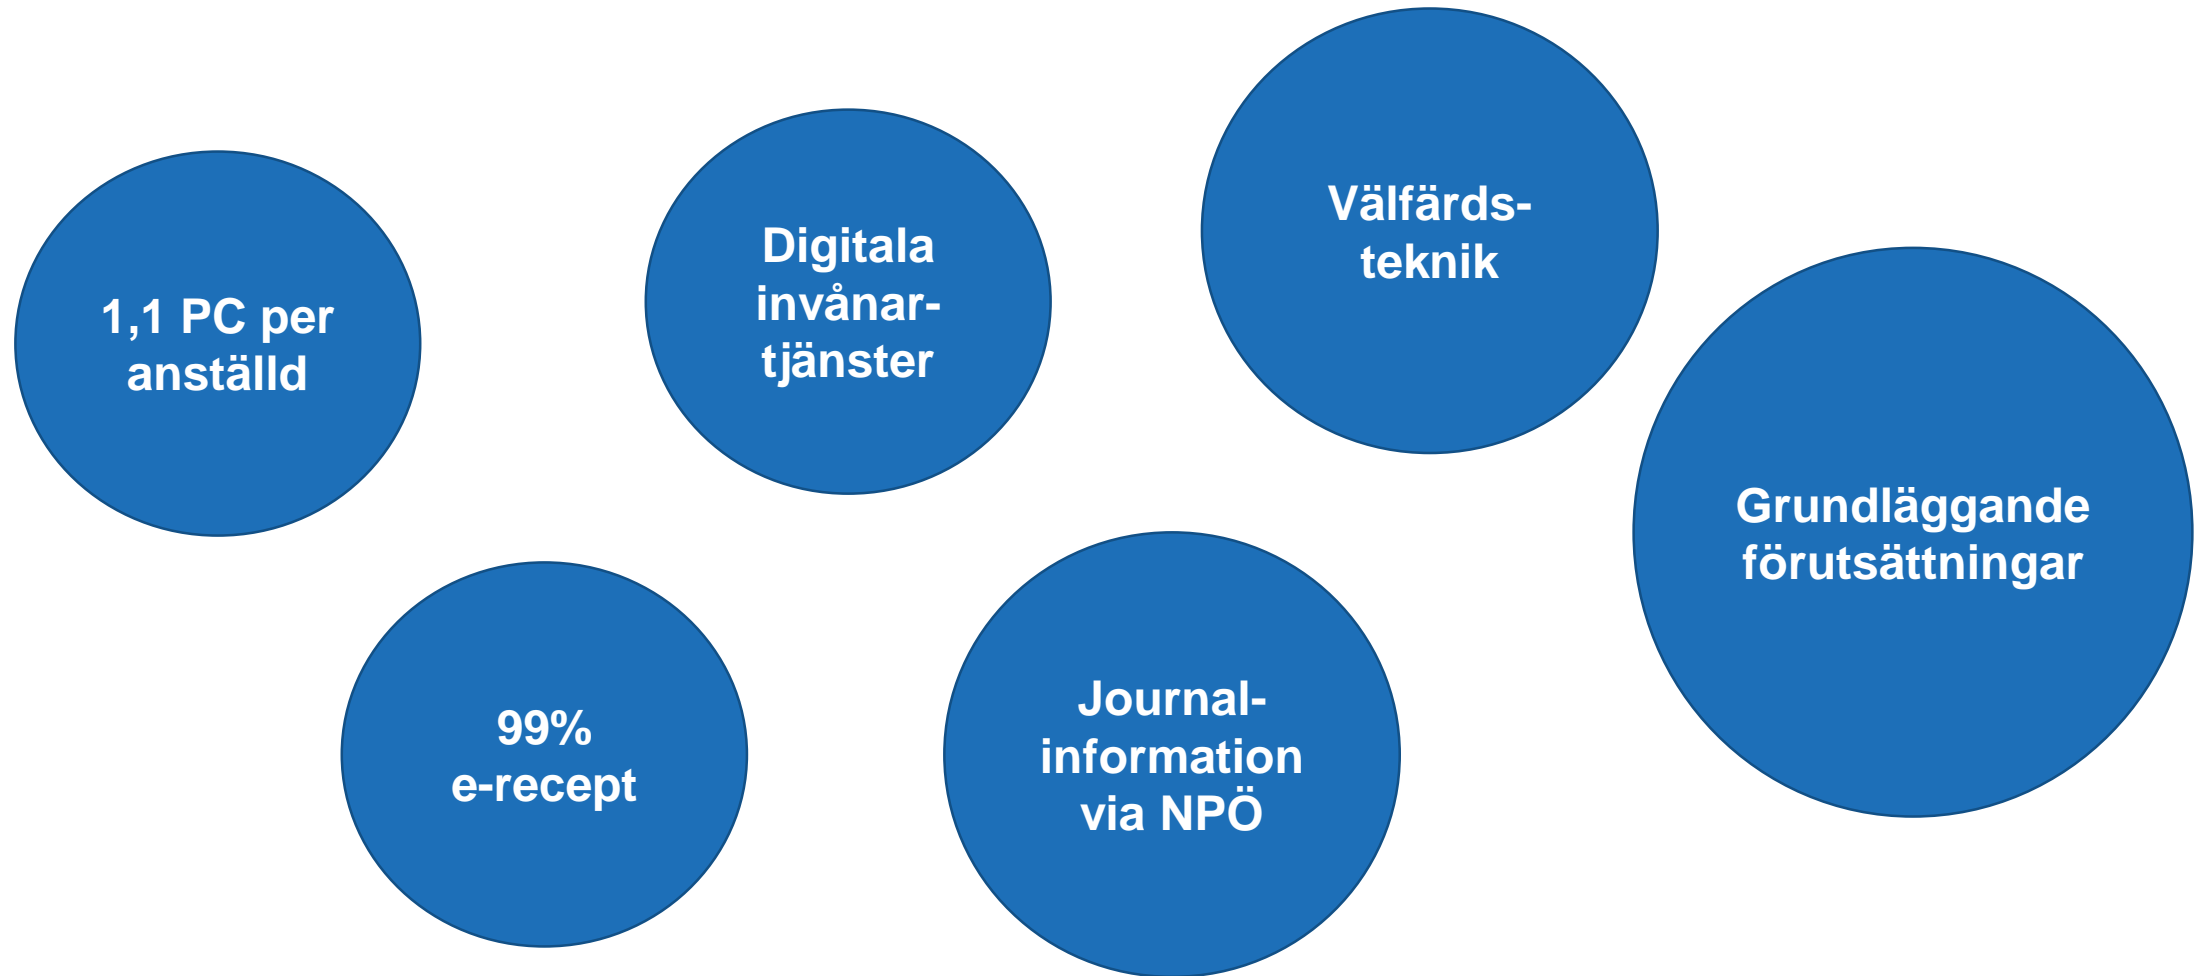 1,1 PC per
anställd
99%
e-recept
Digitala
invånar-
tjänster
Journal-
information
via NPÖ
Välfärds-
teknik
Grundläggande
förutsättningar